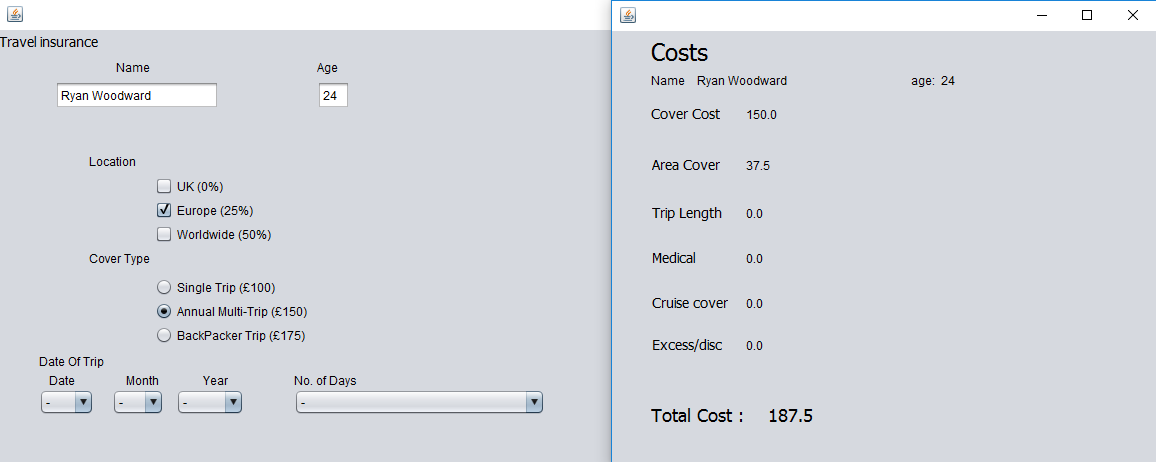 Travel insurance
Name Age
Ryan Woodward 24
Location
UK (0%)
Europe (25%)
Worldwide (50%)
Cover Type
Single Trip (£100)
Annual Multi-Trip (£150)
BackPacker Trip (£175)
Date Of Trip
Date Month Year No. of Days
- - - -
Costs
Name Ryan Woodward age: 24
Cover Cost 150.0
Area Cover 37.5
Trip Length 0.0
Medical 0.0
Cruise cover 0.0
Excess/disc 0.0
Total Cost : 187.5